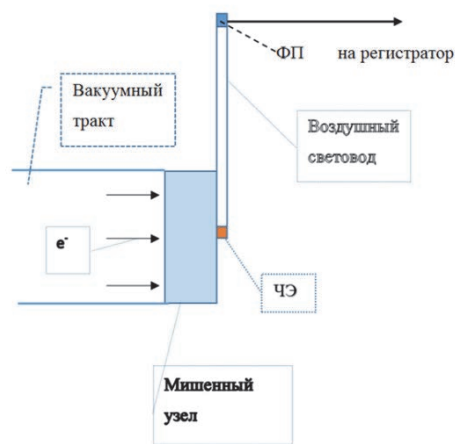 ФП
на регистратор
Вакуумный
тракт
Воздушный
световод
e-
ЧЭ
Мишенный
узел